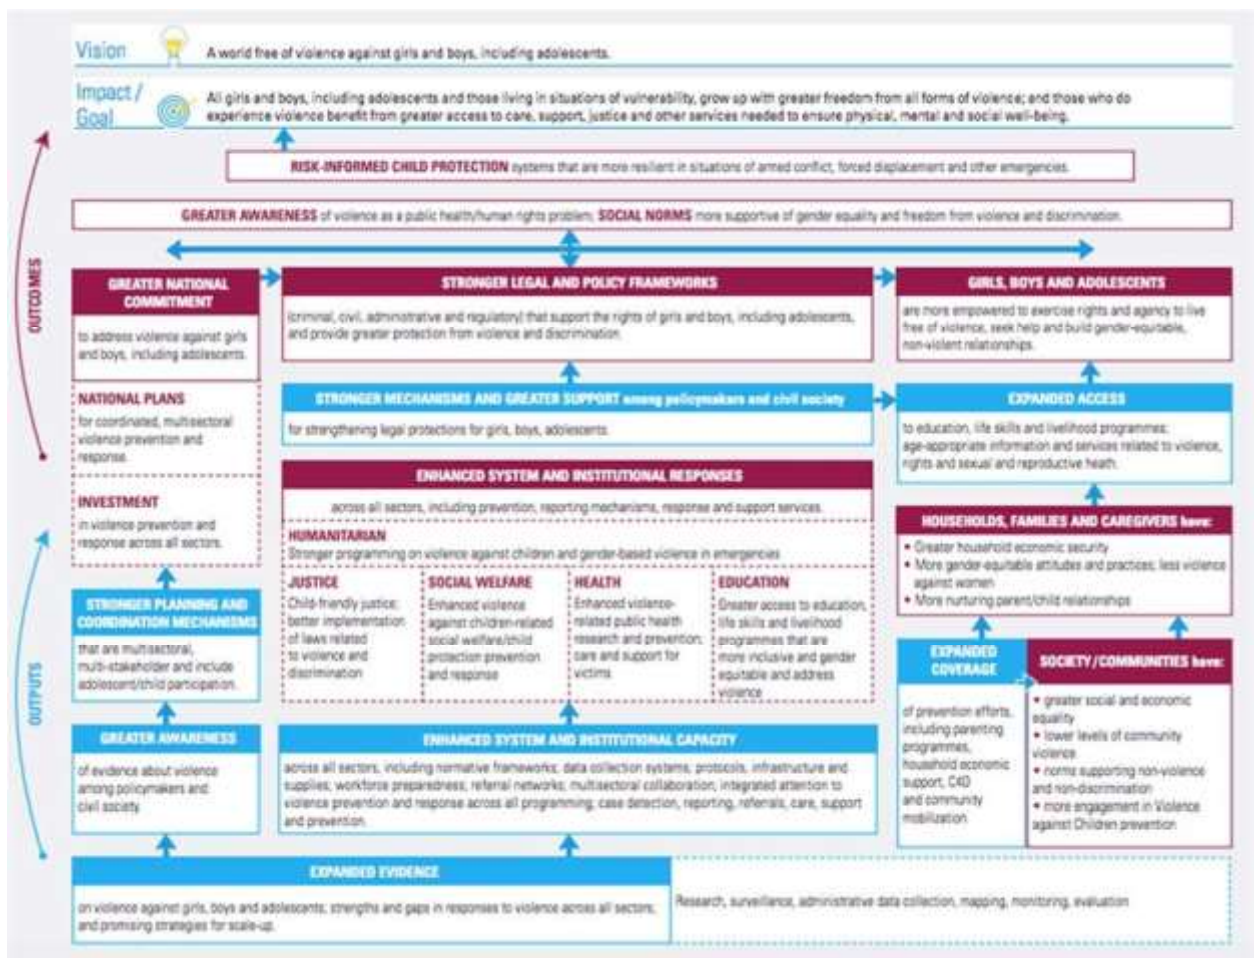 Vision
A world free of violence against girls and boys, including adolescents.
Impact /
Goal
All girls and boys, including adolescents and those living in situations of vulnerability, grow up with greater freedom from all forms of violence; and those who do
experience violence benefit from greater access to care, support, justice and other services needed to ensure physical, mental and social well-being.
RISK-INFORMED CHILD PROTECTION systems that are more resilient in situations of armed conflict, forced displacement and other emergencies.
GREATER AWARENESS of violence as a public health/human rights problem; SOCIAL NORMS more supportive of gender equality and freedom from violence and discrimination.
OUTCOMES
GREATER NATIONAL
COMMITMENT
to address violence against girls
and boys, including adolescents.
NATIONAL PLANS
for coordinated, multisectoral
violence prevention and
response.
INVESTMENT
in violence prevention and
response across all sectors.
STRONGER LEGAL AND POLICY FRAMEWORKS
(criminal, civil, administrative and regulatory) that support the rights of girls and boys, including adolescents,
and provide greater protection from violence and discrimination.
GIRLS, BOYS AND ADOLESCENTS
are more empowered to exercise rights and agency to live
free of violence, seek help and build gender-equitable,
non-violent relationships.
STRONGER MECHANISMS AND GREATER SUPPORT among policymakers and civil society
for strengthening legal protections for girls, boys, adolescents.
EXPANDED ACCESS
to education, life skills and livelihood programmes;
age-appropriate information and services related to violence,
rights and sexual and reproductive heath.
ENHANCED SYSTEM AND INSTITUTIONAL RESPONSES
across all sectors, including prevention, reporting mechanisms, response and support services.
HUMANITARIAN
Stronger programming on violence against children and gender-based violence in emergencies
JUSTICE
Child-friendly justice;
better implementation
of laws related
to violence and
discrimination
SOCIAL WELFARE
Enhanced violence
against children-related
social welfare/child
protection prevention
and response
HEALTH
Enhanced violence-
related public health
research and prevention;
care and support for
victims
EDUCATION
Greater access to education,
life skills and livelihood
programmes that are
more inclusive and gender
equitable and address
violence
HOUSEHOLDS, FAMILIES AND CAREGIVERS have:
• Greater household economic security
• More gender-equitable attitudes and practices; less violence
against women
• More nurturing parent/child relationships
OUTPUTS
STRONGER PLANNING AND
COORDINATION MECHANISMS
that are multisectoral,
multi-stakeholder and include
adolescent/child participation.
GREATER AWARENESS
of evidence about violence
among policymakers and
civil society.
ENHANCED SYSTEM AND INSTITUTIONAL CAPACITY
across all sectors, including normative frameworks; data collection systems; protocols, infrastructure and
supplies; workforce preparedness; referral networks; multisectoral collaboration; integrated attention to
violence prevention and response across all programming; case detection, reporting, referrals, care, support
and prevention.
EXPANDED
COVERAGE
of prevention efforts,
including parenting
programmes,
household economic
support, C4D
and community
mobilization
SOCIETY/COMMUNITIES have:
• greater social and economic
equality
• lower levels of community
violence
• norms supporting non-violence
and non-discrimination
• more engagement in Violence
against Children prevention
EXPANDED EVIDENCE
on violence against girls, boys and adolescents; strengths and gaps in responses to violence across all sectors;
and promising strategies for scale-up.
Research, surveillance, administrative data collection, mapping, monitoring, evaluation